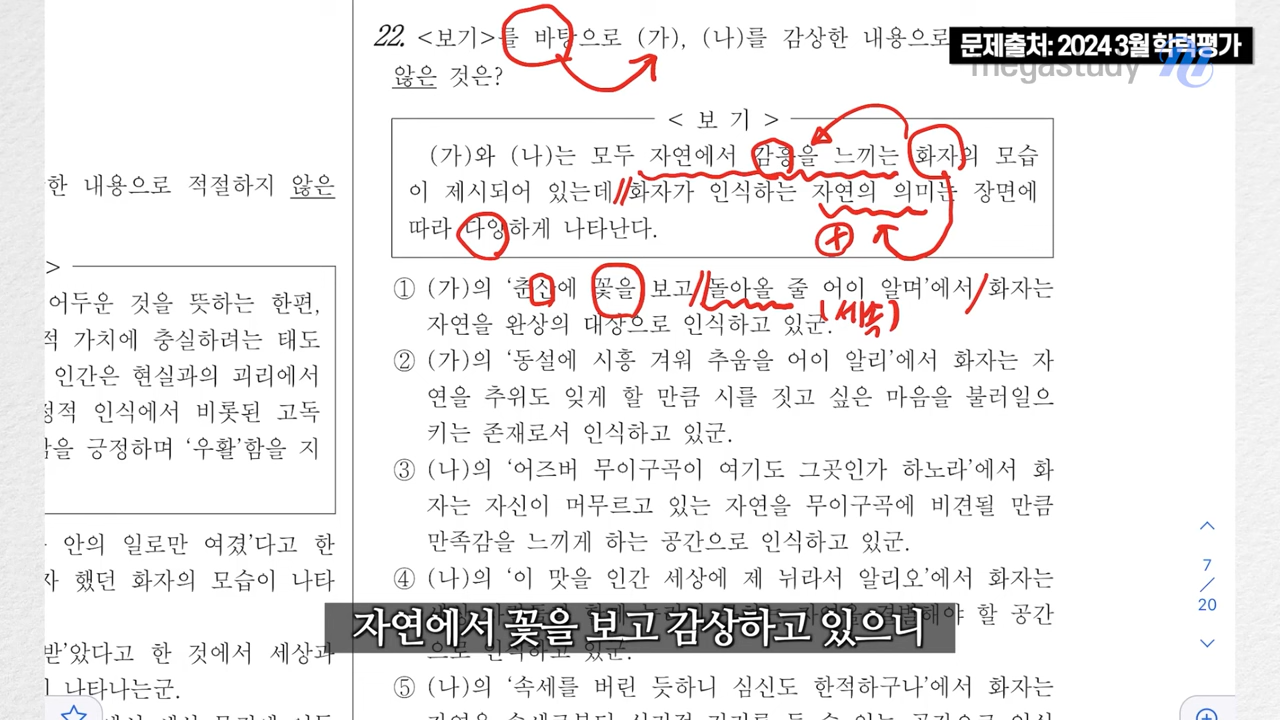 문제출처: 2024 3월 학력평가
megastudy
22. <보기>를 바탕으로 (가), (나)를 감상한 내용으로
않은 것은?
< 보 기 >
(가)와 (나)는 모두 자연에서 감흥을 느끼는 화자의 모습
이 제시되어 있는데 화자가 인식하는 자연의 의미는 장면에
따라 다양하게 나타난다.
① (가)의 ‘춘산에 꽃을 보고 돌아올 줄 어이 알며’에서 화자는
(세속)
자연을 완상의 대상으로 인식하고 있군.
② (가)의 ‘동설에 시흥 겨워 추움을 어이 알리’에서 화자는 자
연을 추위도 잊게 할 만큼 시를 짓고 싶은 마음을 불러일으
키는 존재로서 인식하고 있군.
③ (나)의 ‘어즈버 무이구곡이 여기도 그곳인가 하노라’에서 화
자는 자신이 머무르고 있는 자연을 무이구곡에 비견될 만큼
만족감을 느끼게 하는 공간으로 인식하고 있군.
④ (나)의 ‘이 맛을 인간 세상에 제 뉘라서 알리오’에서 화자는
해야 할 공간
으로 인식하고 있군.
⑤ (나)의 ‘속세를 버린 듯하니 심신도 한적하구나’에서 화자는
한 내용으로 적절하지 않은
>
어두운 것을 뜻하는 한편,
적 가치에 충실하려는 태도
인간은 현실과의 괴리에서
정적 인식에서 비롯된 고독
함을 긍정하며 ‘우활’함을 지
안의 일로만 여겼’다고 한
자 했던 화자의 모습이 나타
받’았다고 한 것에서 세상과
나타나는군.
자연에서 꽃을 보고 감상하고 있으니
7
20